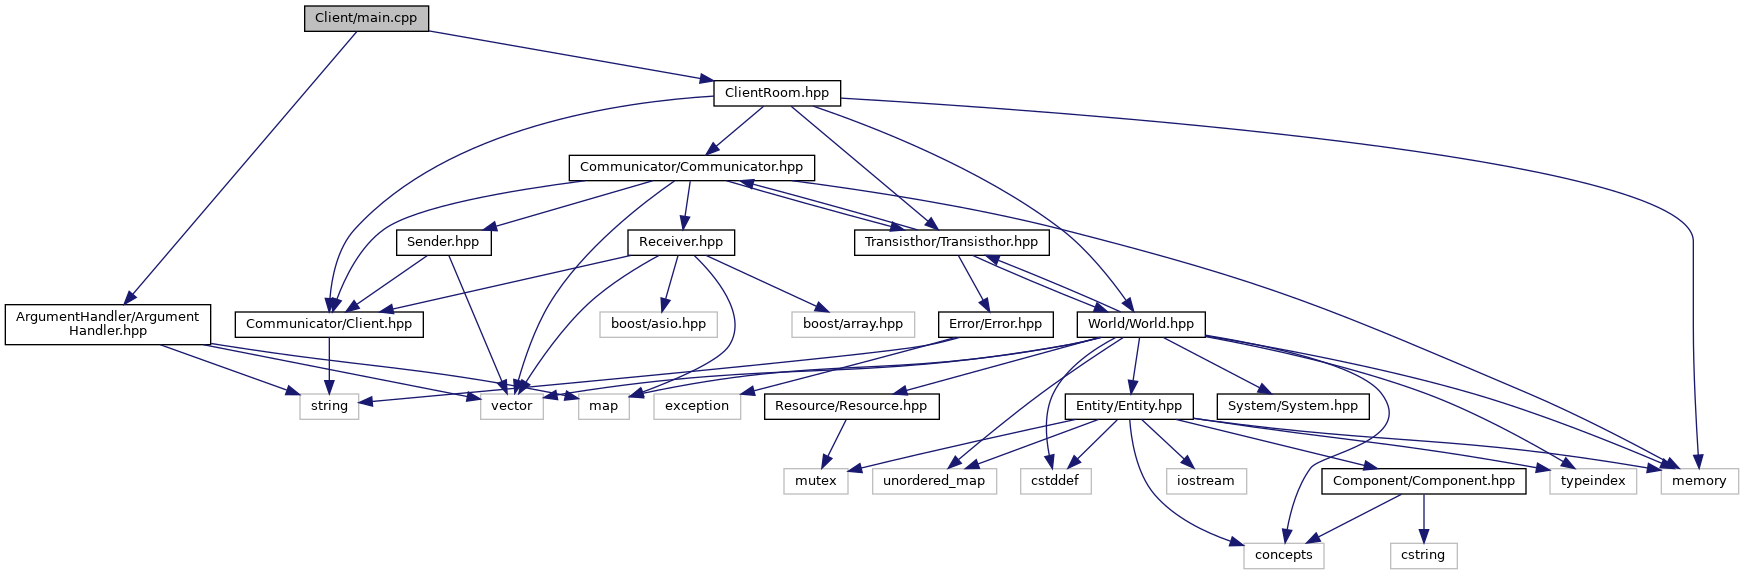 Client/main.cpp
ClientRoom.hpp
Communicator/Communicator.hpp
Sender.hpp
Receiver.hpp
Transisthor/Transisthor.hpp
ArgumentHandler/Argument
Handler.hpp
Communicator/Client.hpp
boost/asio.hpp
boost/array.hpp
Error/Error.hpp
World/World.hpp
string
vector
map
exception
Resource/Resource.hpp
Entity/Entity.hpp
System/System.hpp
mutex
unordered_map
cstddef
iostream
Component/Component.hpp
typeindex
memory
concepts
cstring